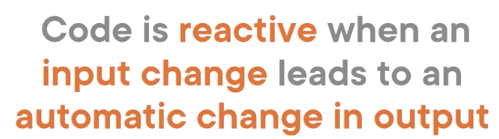 Code is reactive when an
input change leads to an
automatic change in output